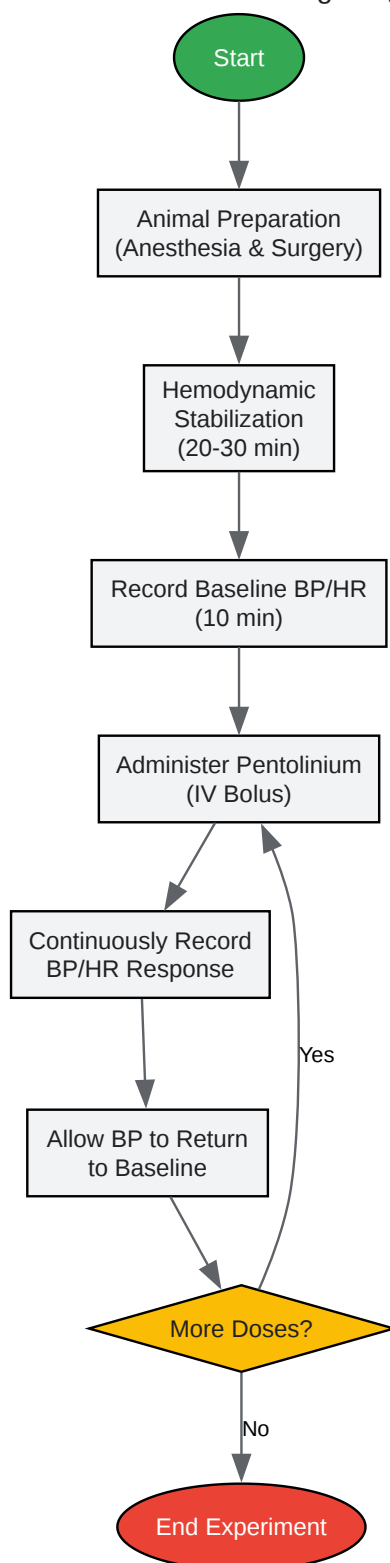 Start
Animal Preparation
(Anesthesia & Surgery)
Hemodynamic
Stabilization
(20-30 min)
Record Baseline BP/HR
(10 min)
Administer Pentolinium
(IV Bolus)
Continuously Record
BP/HR Response
Yes
Allow BP to Return
to Baseline
More Doses?
No
End Experiment